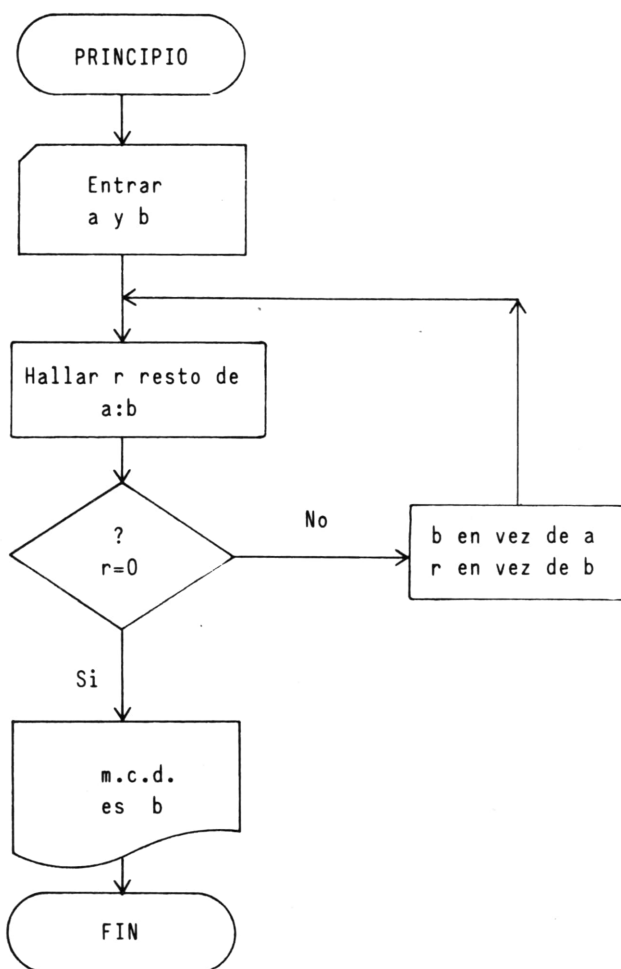 PRINCIPIO
Entrar
a y b
Hallar r resto de
a:b
?
r=0
No
b en vez de a
r en vez de b
Si
m.c.d.
es b
FIN